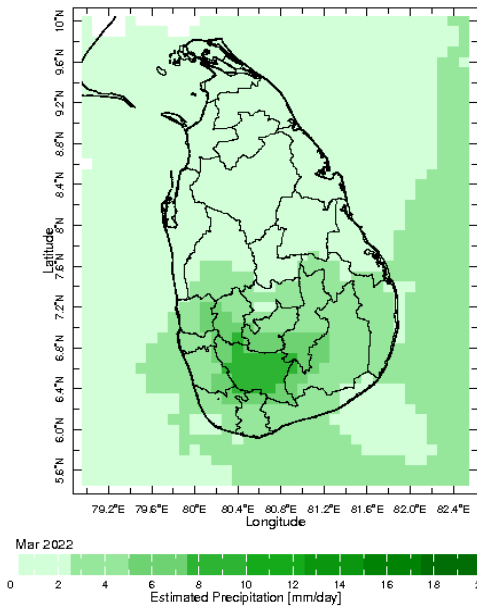 10°N
9.6°N
9.2°N
8.8°N
8.4°N
8°N
7.6°N
7.2°N
6.8°N
6.4°N
6.0°N
5.6°N
Latitude
79.2°E 79.6°E 80°E 80.4°E 80.8°E 81.2°E 81.6°E 82.0°E 82.4°E
Longitude
Mar 2022
0 2 4 6 8 10 12 14 16 18
Estimated Precipitation [mm/day]